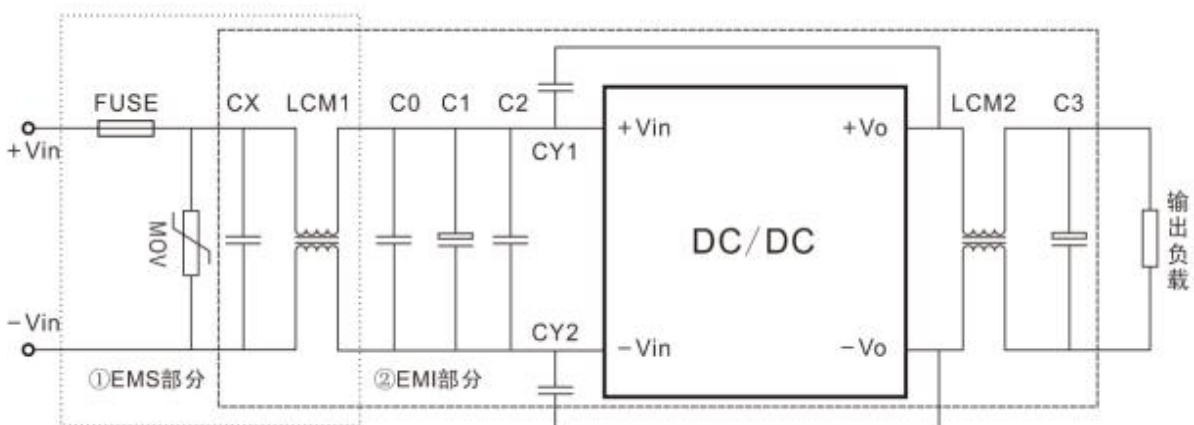 FUSE
CX
LCM1
C0
C1
C2
LCM2
C3
+Vin
CY1
+Vin
+Vo
MOV
DC/DC
输出负载
-Vin
CY2
-Vin
-Vo
①EMS部分
②EMI部分